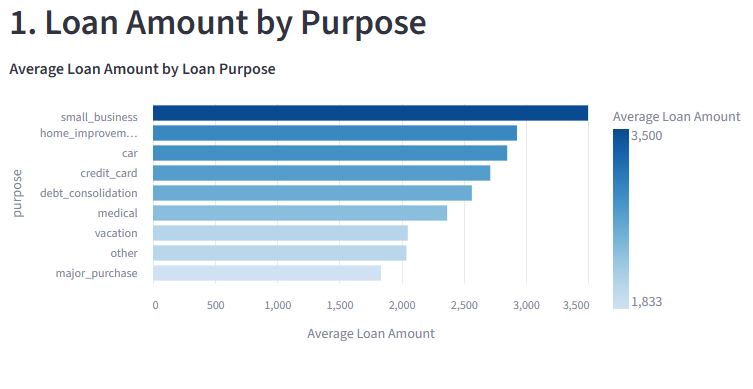 1. Loan Amount by Purpose
Average Loan Amount by Loan Purpose
purpose
small_business
home_improvem…
car
credit_card
debt_consolidation
medical
vacation
other
major_purchase
0 500 1,000 1,500 2,000 2,500 3,000 3,500
Average Loan Amount
Average Loan Amount
3,500
1,833